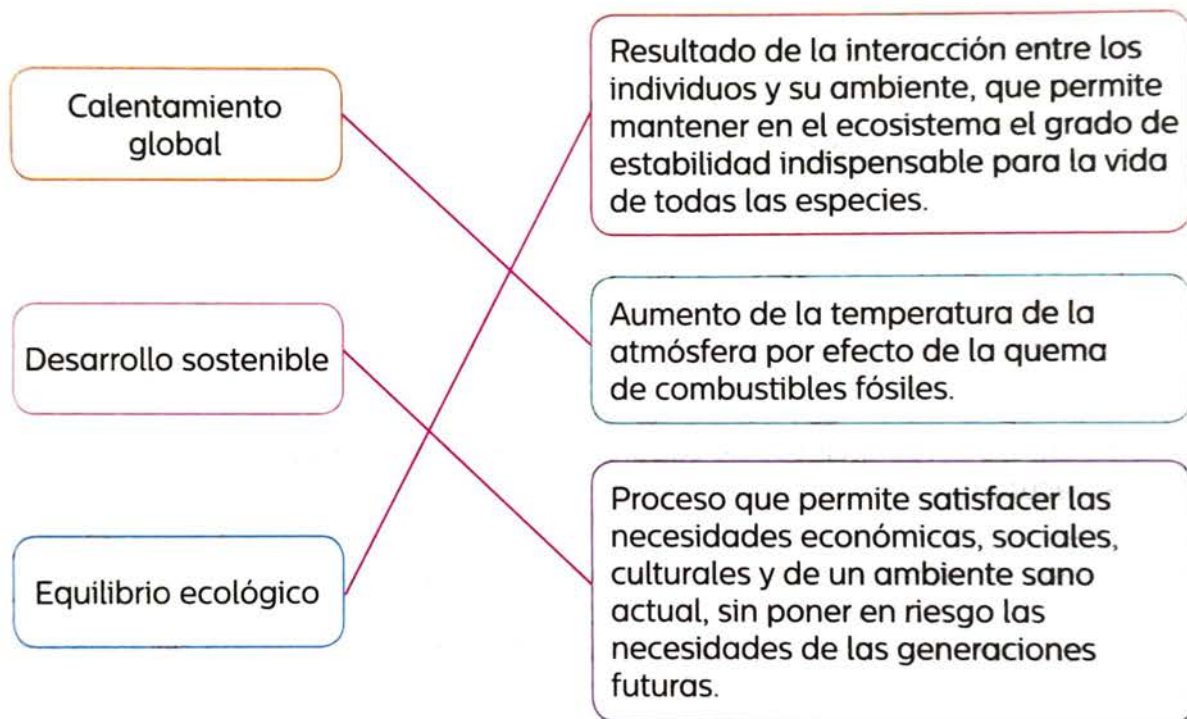 Calentamiento
global
Desarrollo sostenible
Equilibrio ecológico
Resultado de la interacción entre los
individuos y su ambiente, que permite
mantener en el ecosistema el grado de
estabilidad indispensable para la vida
de todas las especies.
Aumento de la temperatura de la
atmósfera por efecto de la quema
de combustibles fósiles.
Proceso que permite satisfacer las
necesidades económicas, sociales,
culturales y de un ambiente sano
actual, sin poner en riesgo las
necesidades de las generaciones
futuras.